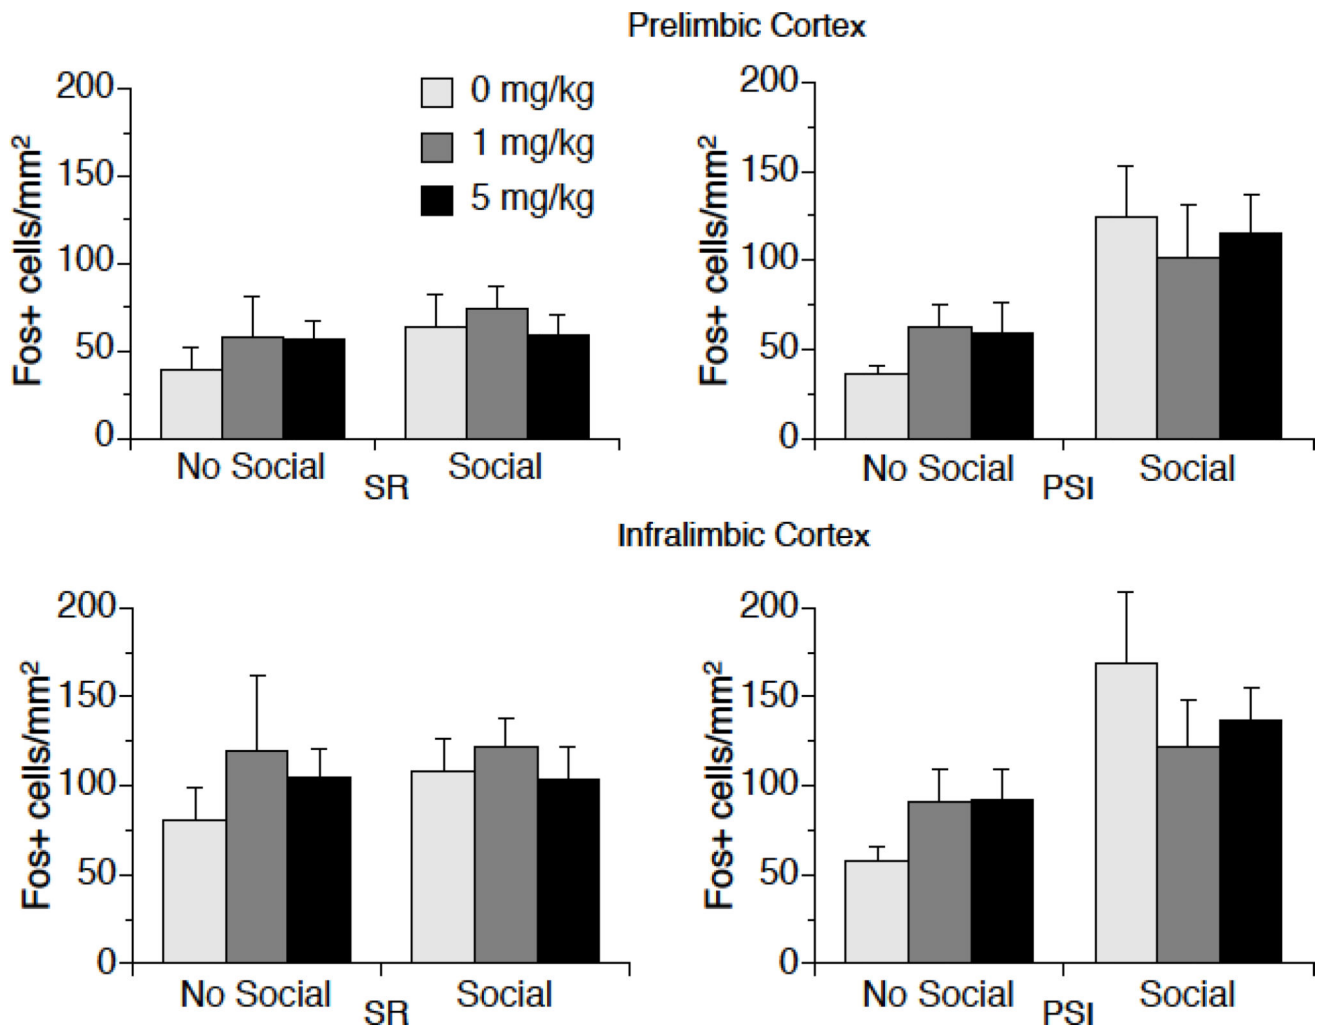 Prelimbic Cortex
Fos+ cells/mm²
200
150
100
50
0
0 mg/kg
1 mg/kg
5 mg/kg
No Social
Social
SR
Fos+ cells/mm²
200
150
100
50
0
No Social
Social
PSI
Infralimbic Cortex
Fos+ cells/mm²
200
150
100
50
0
No Social
Social
SR
Fos+ cells/mm²
200
150
100
50
0
No Social
Social
PSI